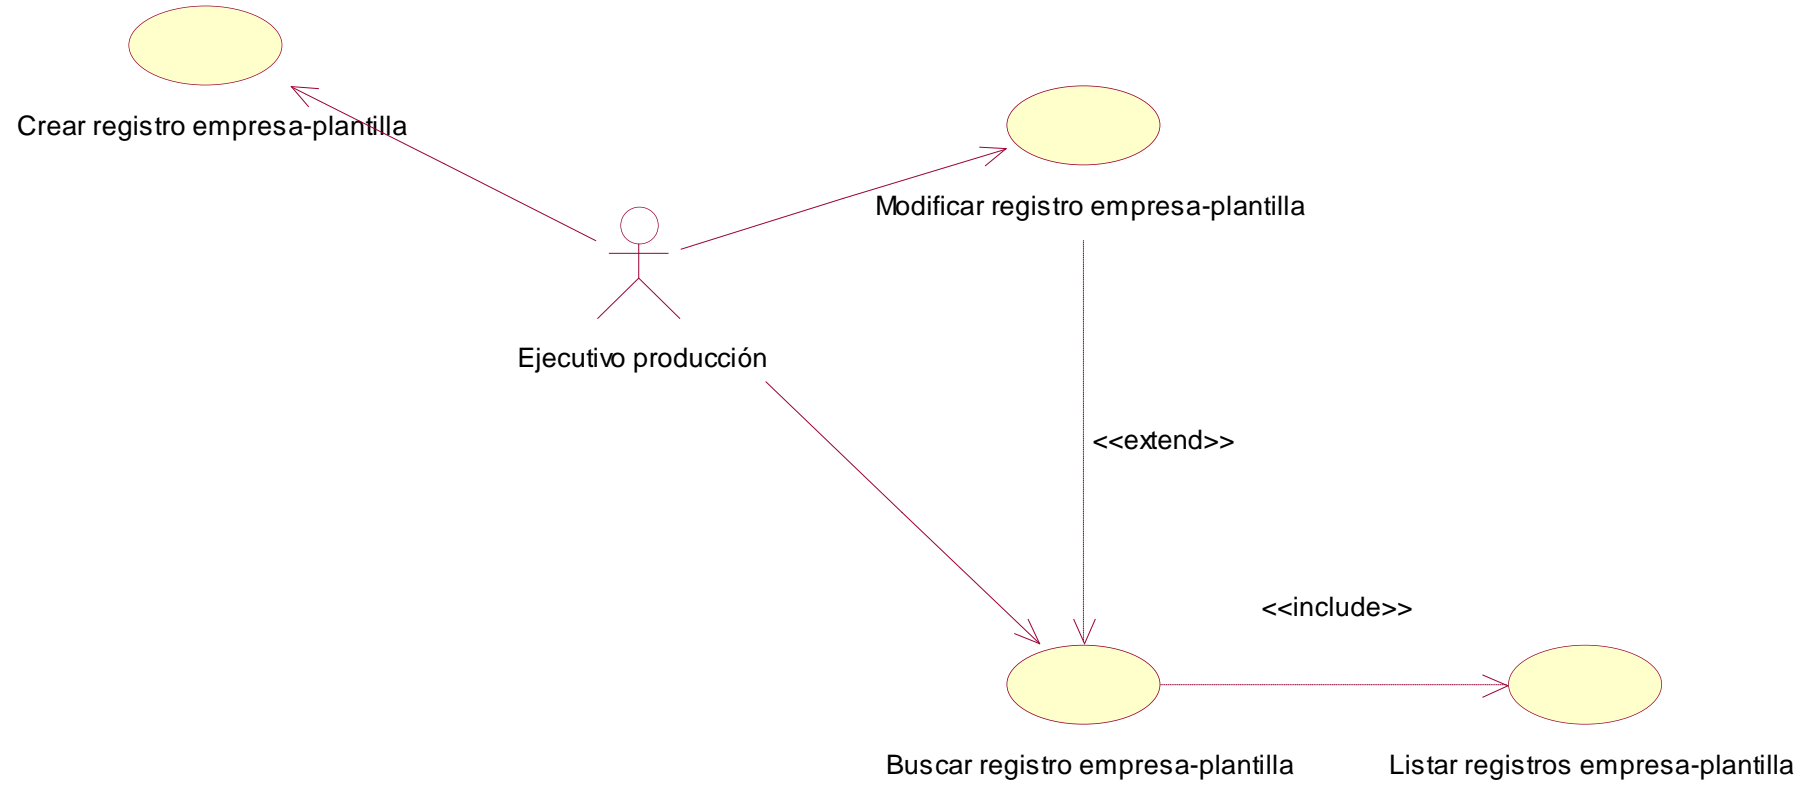 Crear registro empresa-plantilla
Modificar registro empresa-plantilla
Ejecutivo producción
<<extend>>
<<include>>
Buscar registro empresa-plantilla
Listar registros empresa-plantilla